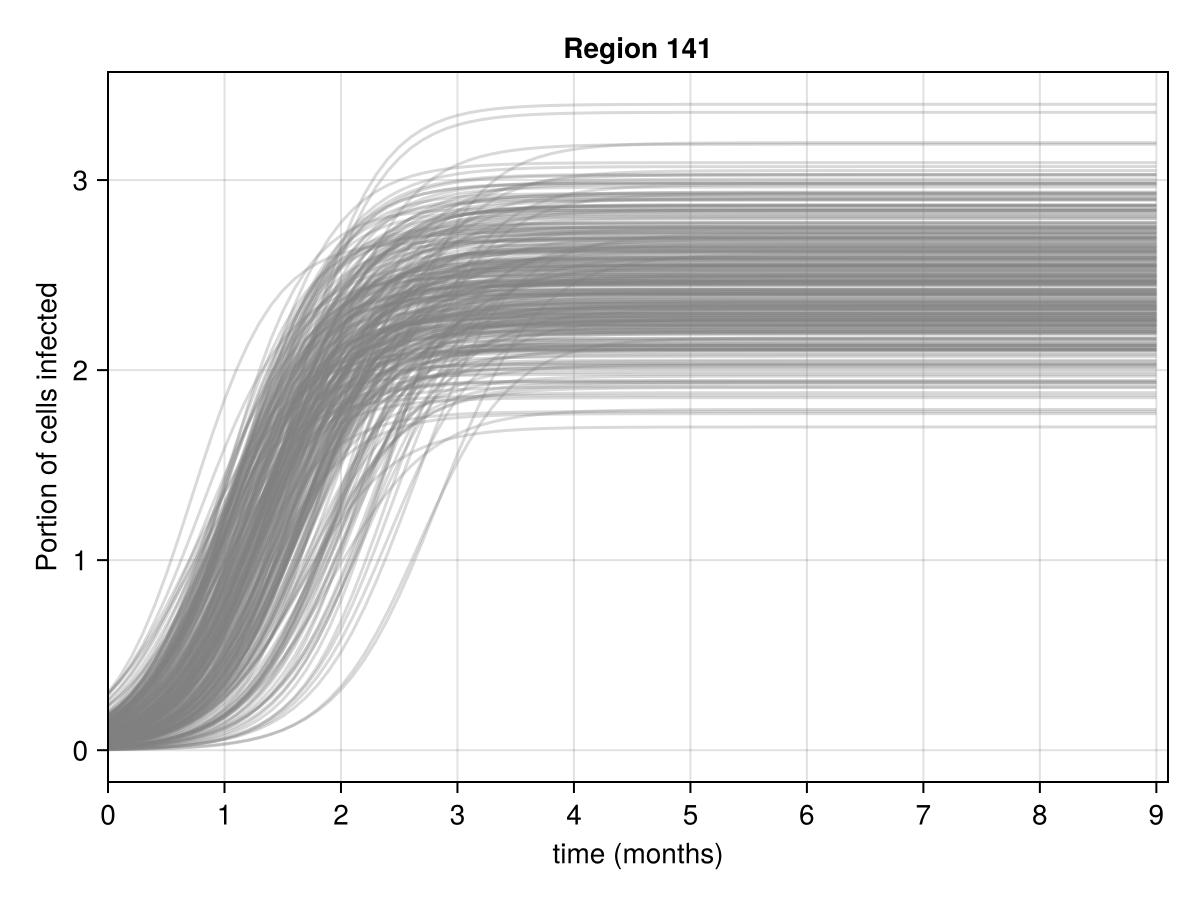 Region 141
Portion of cells infected
3
2
1
0
0 1 2 3 4 5 6 7 8 9
time (months)